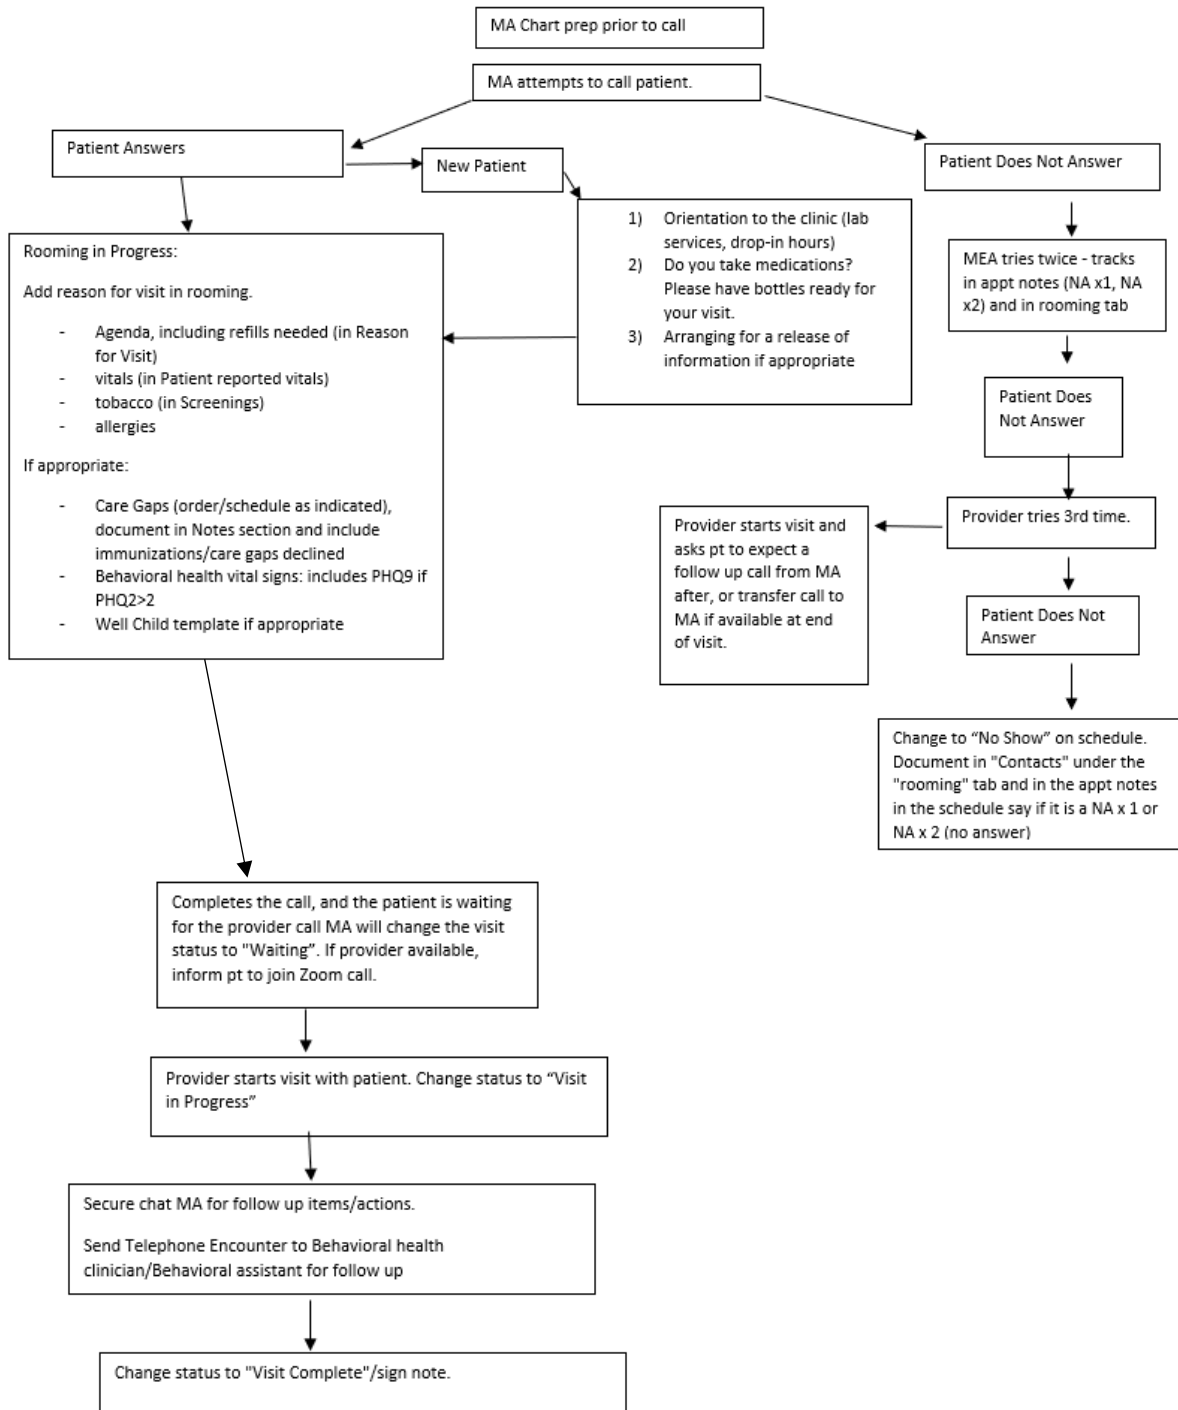 MA Chart prep prior to call
MA attempts to call patient.
Patient Answers
New Patient
Patient Does Not Answer
1) Orientation to the clinic (lab
services, drop-in hours)
2) Do you take medications?
Please have bottles ready for
your visit.
3) Arranging for a release of
information if appropriate
Rooming in Progress:
Add reason for visit in rooming.
- Agenda, including refills needed (in Reason
for Visit)
- vitals (in Patient reported vitals)
- tobacco (in Screenings)
- allergies
If appropriate:
- Care Gaps (order/schedule as indicated),
document in Notes section and include
immunizations/care gaps declined
- Behavioral health vital signs: includes PHQ9 if
PHQ2>2
- Well Child template if appropriate
MEA tries twice - tracks
in appt notes (NA x1, NA
x2) and in rooming tab
Patient Does
Not Answer
Provider tries 3rd time.
Provider starts visit and
asks pt to expect a
follow up call from MA
after, or transfer call to
MA if available at end
of visit.
Patient Does Not
Answer
Change to “No Show” on schedule.
Document in "Contacts" under the
"rooming" tab and in the appt notes
in the schedule say if it is a NA x 1 or
NA x 2 (no answer)
Completes the call, and the patient is waiting
for the provider call MA will change the visit
status to "Waiting”. If provider available,
inform pt to join Zoom call.
Provider starts visit with patient. Change status to “Visit
in Progress”
Secure chat MA for follow up items/actions.
Send Telephone Encounter to Behavioral health
clinician/Behavioral assistant for follow up
Change status to "Visit Complete"/sign note.